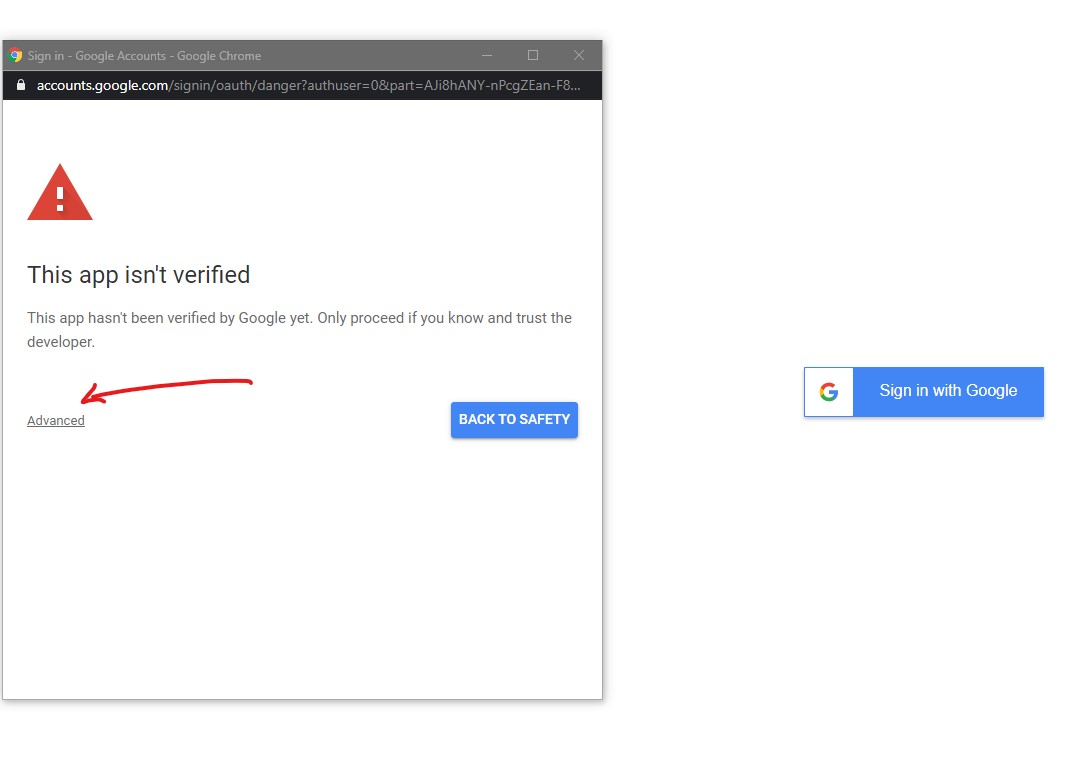 Sign in - Google Accounts - Google Chrome
accounts.google.com/signin/oauth/danger?authuser=0&part=AJi8hANY-nPcgZEan-F8...
This app isn't verified
This app hasn't been verified by Google yet. Only proceed if you know and trust the
developer.
Advanced
BACK TO SAFETY
Sign in with Google